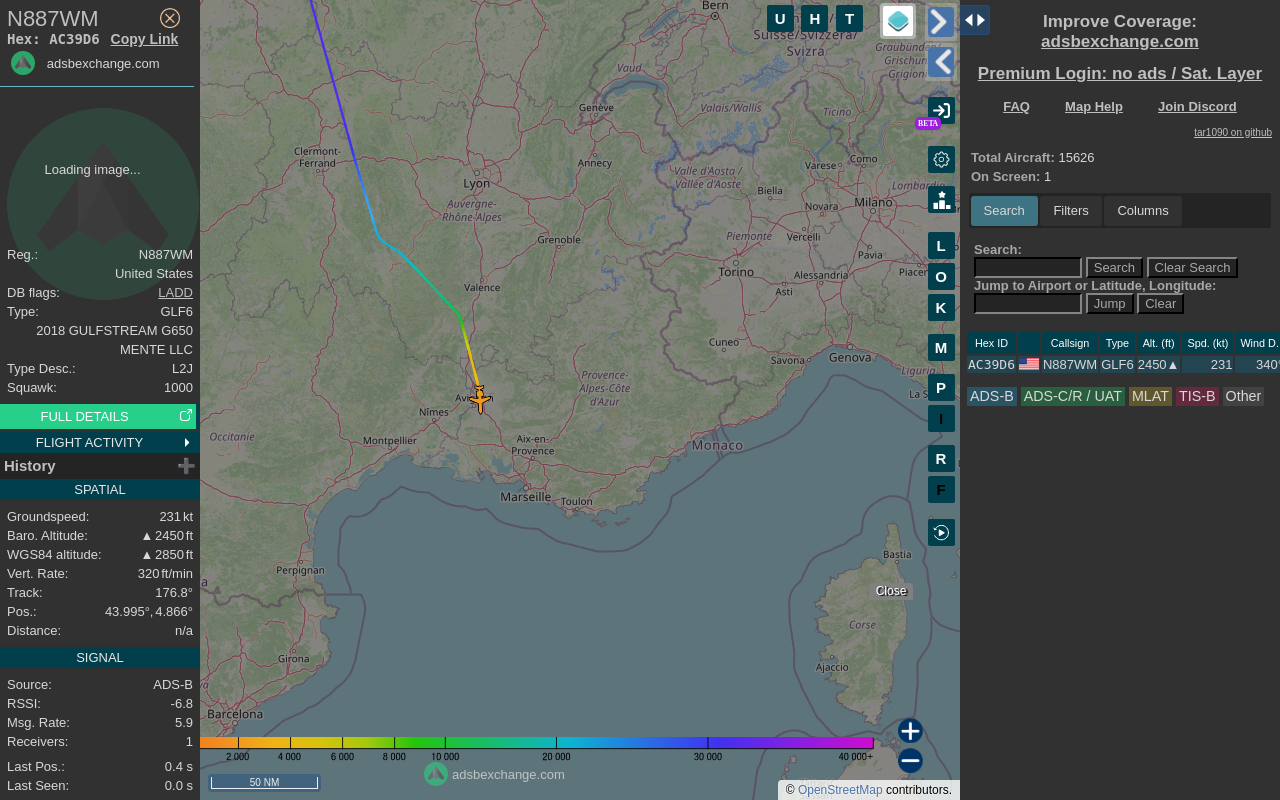 N887WM
Hex: AC39D6 Copy Link
adsbexchange.com
Loading image...
Reg.: N887WM
United States
DB flags: LADD
Type: GLF6
2018 GULFSTREAM G650
MENTE LLC
Type Desc.: L2J
Squawk: 1000
FULL DETAILS
FLIGHT ACTIVITY
History
SPATIAL
Groundspeed: 231 kt
Baro. Altitude: ▲ 2450 ft
WGS84 altitude: ▲ 2850 ft
Vert. Rate: 320 ft/min
Track: 176.8°
Pos.: 43.995°, 4.866°
Distance: n/a
SIGNAL
Source: ADS-B
RSSI: -6.8
Msg. Rate: 5.9
Receivers: 1
Last Pos.: 0.4 s
Last Seen: 0.0 s
Bern
Suisse/Svizzera/
Svizra
Graubünden/
Vaud
Genève
Valais/Wallis
Ticino
Clermont-
Ferrand
Annecy
Lyon
Valle d'Aosta /
Vallée d'Aoste
Varese
Como
Biella
Lombardia
Auvergne-
Rhône-Alpes
Novara
Milano
Grenoble
Piemonte
Vercelli
Pavia
Torino
Alessandria
Valence
Asti
Cuneo
Savona
Genova
Liguria
Provence-
Alpes-Côte
d'Azur
La S
Nîmes
Occitanie
Montpellier
Aix-en-
Provence
Monaco
Marseille
Toulon
Bastia
Perpignan
Corse
Ajaccio
Girona
Barcelona
U H T
BETA
L
O
K
M
P
I
R
F
Close
2 000 4 000 6 000 8 000 10 000 20 000 30 000 40 000+
adsbexchange.com
50 NM
© OpenStreetMap contributors.
Improve Coverage:
adsbexchange.com
Premium Login: no ads / Sat. Layer
FAQ Map Help Join Discord
tar1090 on github
Total Aircraft: 15626
On Screen: 1
Search Filters Columns
Search:
Search Clear Search
Jump to Airport or Latitude, Longitude:
Jump Clear
Hex ID Callsign Type Alt. (ft) Spd. (kt) Wind D.
AC39D6 N887WM GLF6 2450▲ 231 340°
ADS-B ADS-C/R / UAT MLAT TIS-B Other